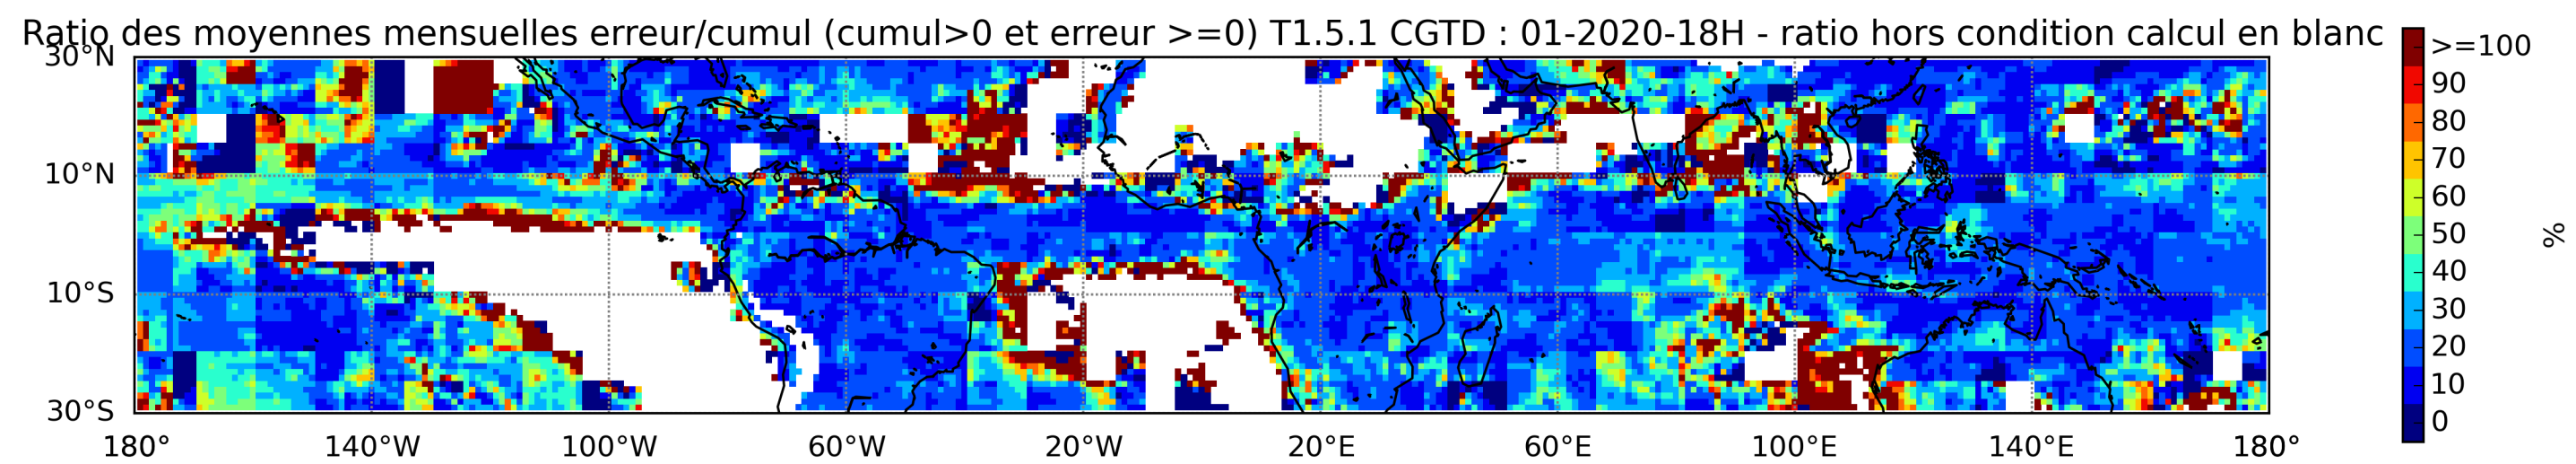 Ratio des moyennes mensuelles erreur/cumul (cumul>0 et erreur >=0) T1.5.1 CGTD : 01-2020-18H - ratio hors condition calcul en blanc
30°N
10°N
10°S
30°S
180°
140°W
100°W
60°W
20°W
20°E
60°E
100°E
140°E
180°
>=100
90
80
70
60
50
40
30
20
10
0
%